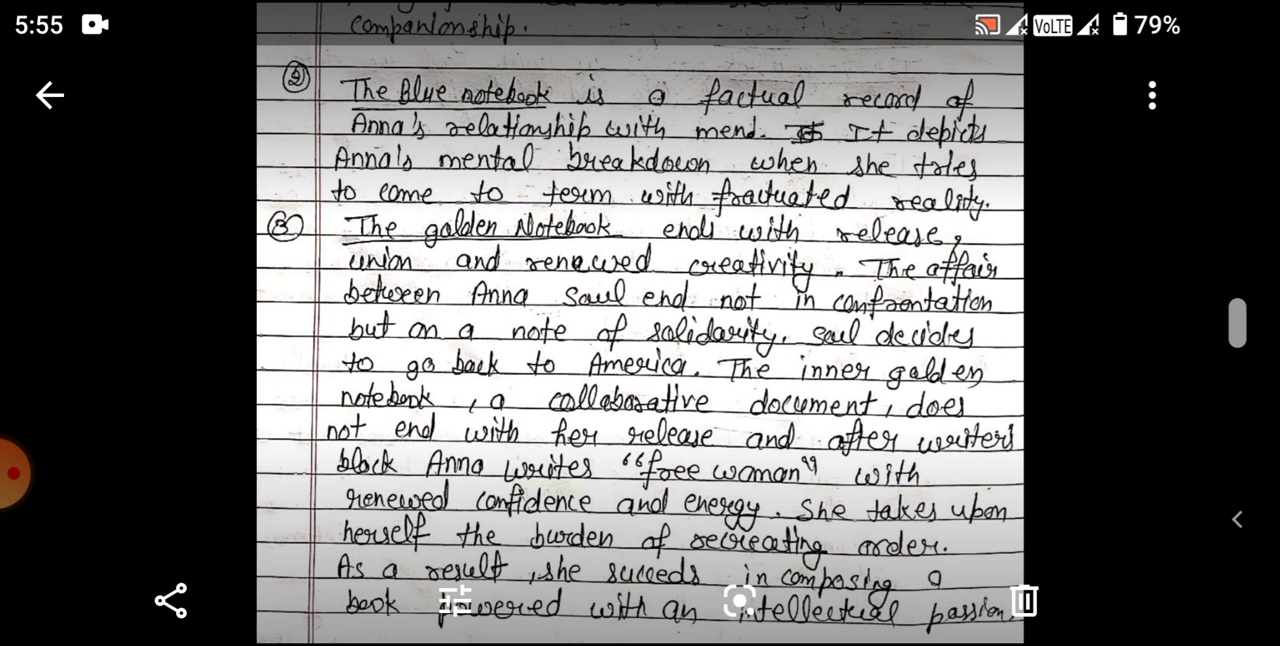 5:55
VoLTE 79%
companionship.
② The Blue notebook is a factual record of
Anna's relationship with mend. It depicts
Anna's mental breakdown when she tries
to come to term with fractuated reality.
③ The golden Notebook ends with release,
union and renewed creativity. The affair
between Anna Saul end not in confrontation
but on a note of solidarity. Saul decides
to go back to America. The inner golden
notebook, a collaborative document, does
not end with her release and after writer's
block Anna writes "free woman" with
renewed confidence and energy. She takes upon
herself the burden of recreating order.
As a result, she succeds in composing a
book powered with an intellectual passion.